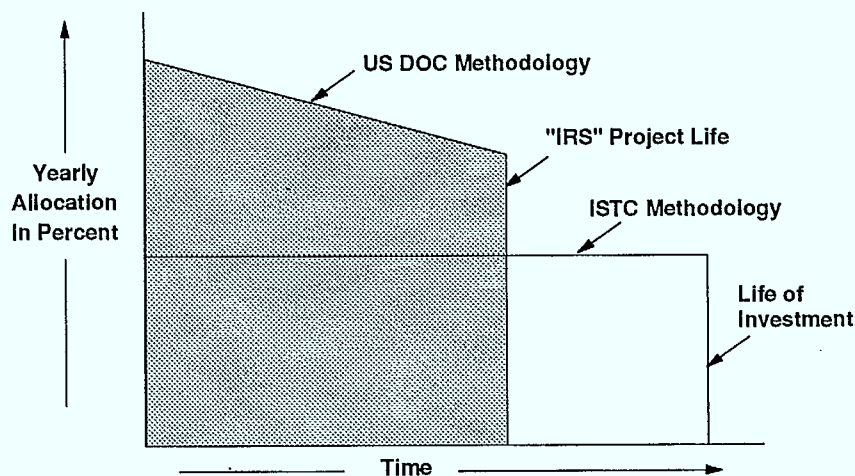 US DOC Methodology
"IRS" Project Life
Yearly
Allocation
In Percent
ISTC Methodology
Life of
Investment
Time